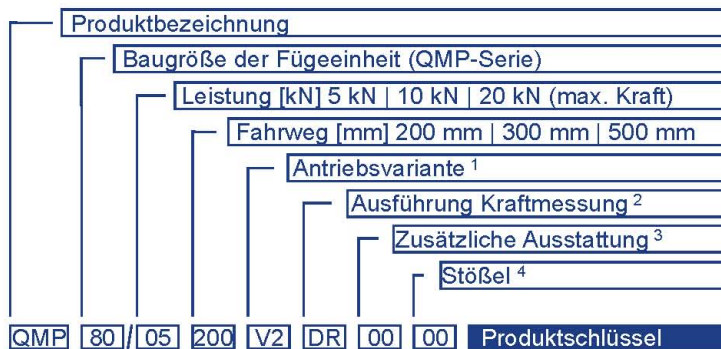 Produktbezeichnung
Baugröße der Fügeeinheit (QMP-Serie)
Leistung [kN] 5 kN | 10 kN | 20 kN (max. Kraft)
Fahrweg [mm] 200 mm | 300 mm | 500 mm
Antriebsvariante ¹
Ausführung Kraftmessung ²
Zusätzliche Ausstattung ³
Stößel ⁴
QMP 80 / 05 200 V2 DR 00 00 Produktschlüssel